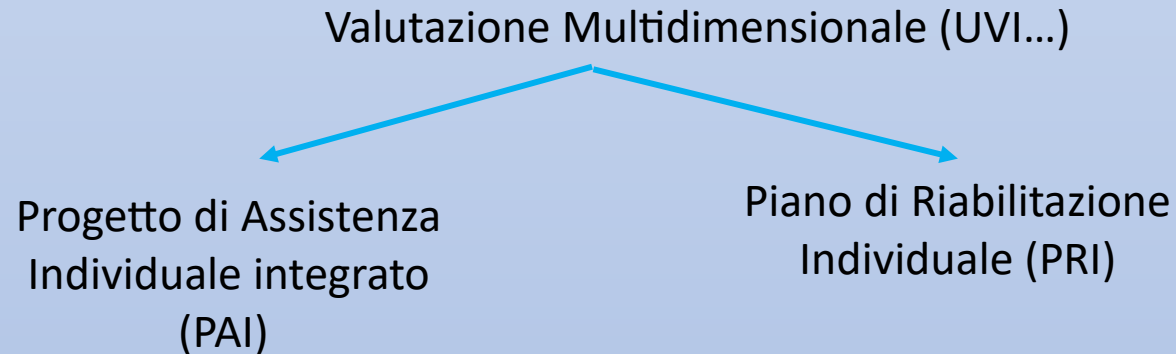 Valutazione Multidimensionale (UVI...)
Progetto di Assistenza
Individuale integrato
(PAI)
Piano di Riabilitazione
Individuale (PRI)